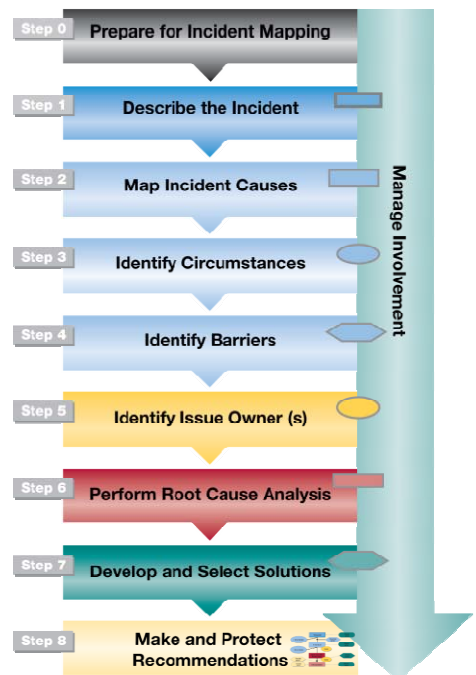 Step 0
Prepare for Incident Mapping
Step 1
Describe the Incident
Step 2
Map Incident Causes
Step 3
Identify Circumstances
Step 4
Identify Barriers
Step 5
Identify Issue Owner (s)
Step 6
Perform Root Cause Analysis
Step 7
Develop and Select Solutions
Step 8
Make and Protect
Recommendations
Manage Involvement